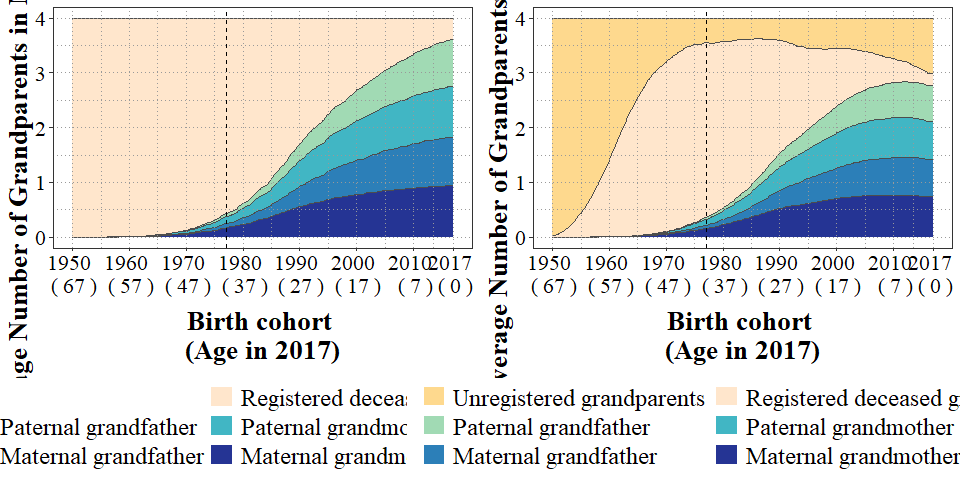 age Number of Grandparents in
4
3
2
1
0
1950 1960 1970 1980 1990 2000 2010 2017
( 67 ) ( 57 ) ( 47 ) ( 37 ) ( 27 ) ( 17 ) ( 7 ) ( 0 )
Birth cohort
(Age in 2017)
verage Number of Grandparents
4
3
2
1
0
1950 1960 1970 1980 1990 2000 2010 2017
( 67 ) ( 57 ) ( 47 ) ( 37 ) ( 27 ) ( 17 ) ( 7 ) ( 0 )
Birth cohort
(Age in 2017)
Registered decea
Paternal grandfather Paternal grandmo
Maternal grandfather Maternal grandm
Unregistered grandparents Registered deceased g
Paternal grandfather Paternal grandmother
Maternal grandfather Maternal grandmother